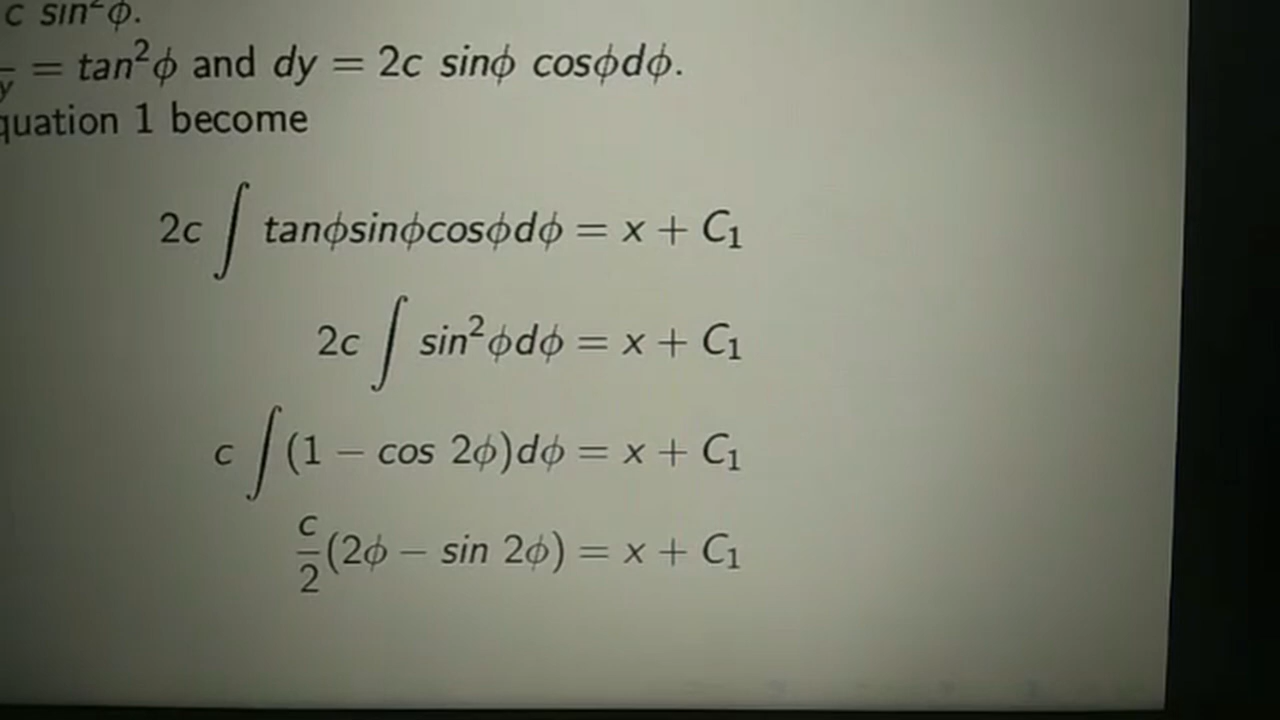 c sin²ϕ.
y = tan²ϕ and dy = 2c sinϕ cosϕdϕ.
quation 1 become
2c ∫ tanϕsinϕcosϕdϕ = x + C₁
2c ∫ sin²ϕdϕ = x + C₁
c ∫(1 − cos 2ϕ)dϕ = x + C₁
c/2(2ϕ − sin 2ϕ) = x + C₁